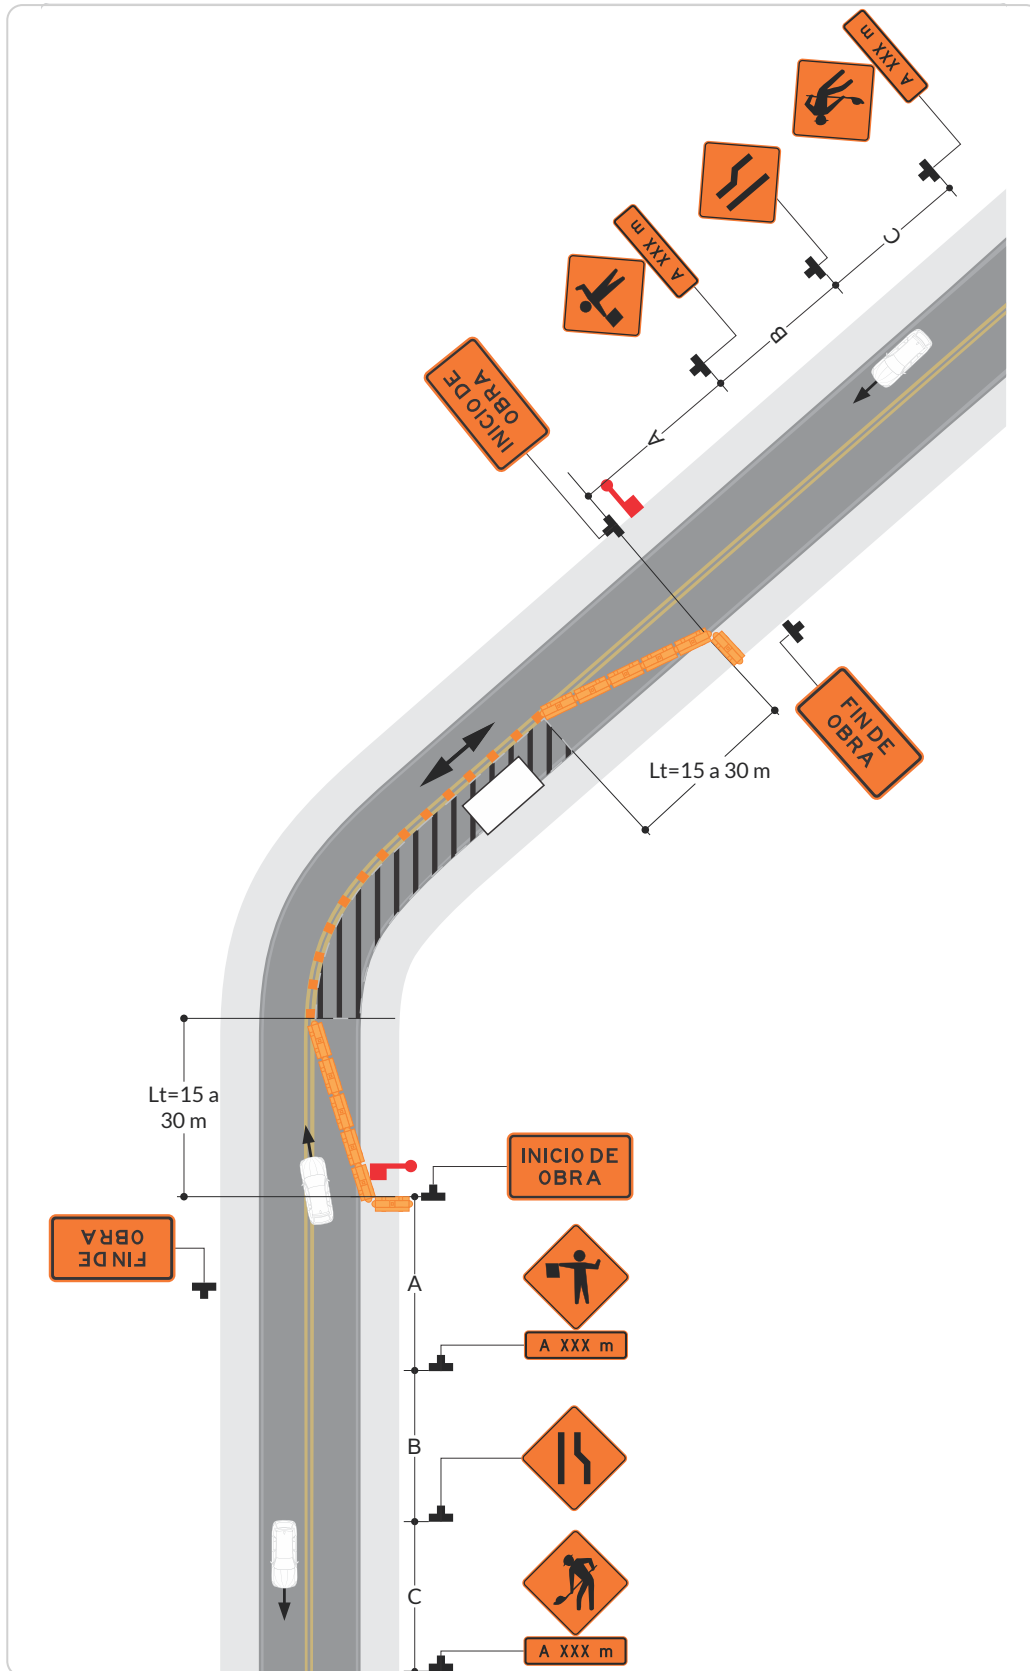 A XXX m
C
A XXX m
B
INICIO DE
OBRA
A
FIN DE
OBRA
Lt=15 a 30 m
Lt=15 a
30 m
INICIO DE
OBRA
FIN DE
OBRA
A
A XXX m
B
C
A XXX m